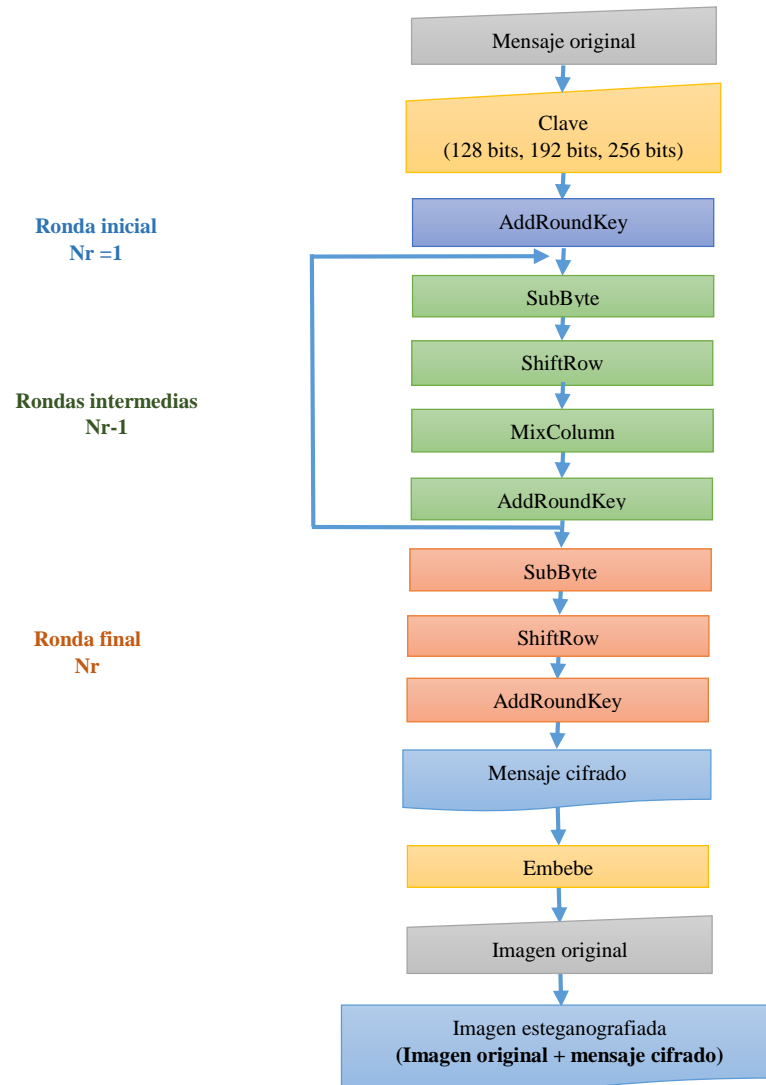 Mensaje original
Clave
(128 bits, 192 bits, 256 bits)
Ronda inicial
Nr =1
AddRoundKey
SubByte
ShiftRow
Rondas intermedias
Nr-1
MixColumn
AddRoundKey
SubByte
Ronda final
Nr
ShiftRow
AddRoundKey
Mensaje cifrado
Embebe
Imagen original
Imagen esteganografiada
(Imagen original + mensaje cifrado)